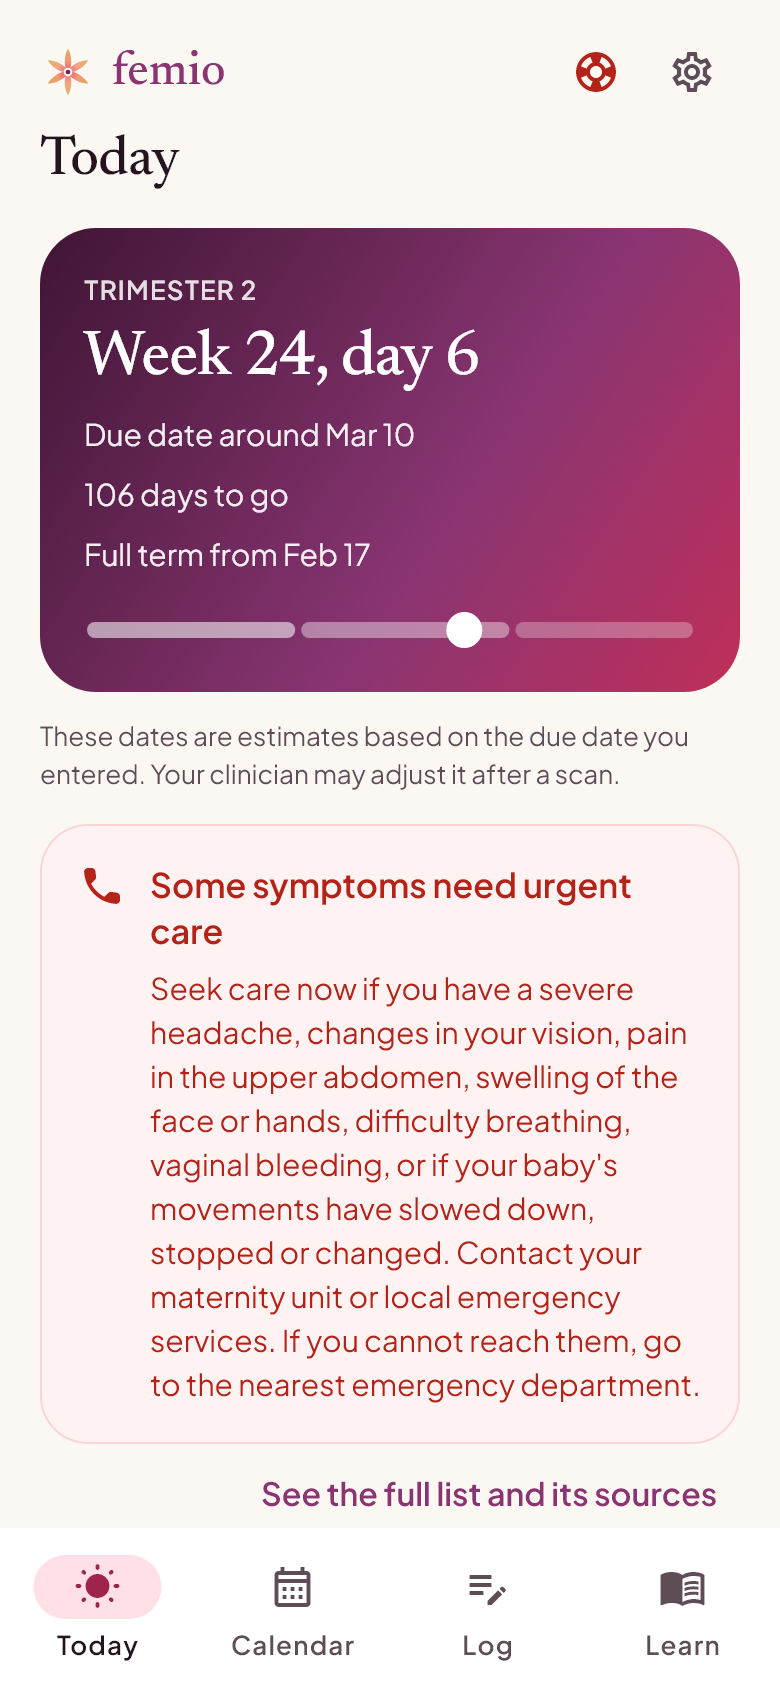 femio
Today
TRIMESTER 2
Week 24, day 6
Due date around Mar 10
106 days to go
Full term from Feb 17
These dates are estimates based on the due date you
entered. Your clinician may adjust it after a scan.
Some symptoms need urgent
care
Seek care now if you have a severe
headache, changes in your vision, pain
in the upper abdomen, swelling of the
face or hands, difficulty breathing,
vaginal bleeding, or if your baby's
movements have slowed down,
stopped or changed. Contact your
maternity unit or local emergency
services. If you cannot reach them, go
to the nearest emergency department.
See the full list and its sources
Today
Calendar
Log
Learn